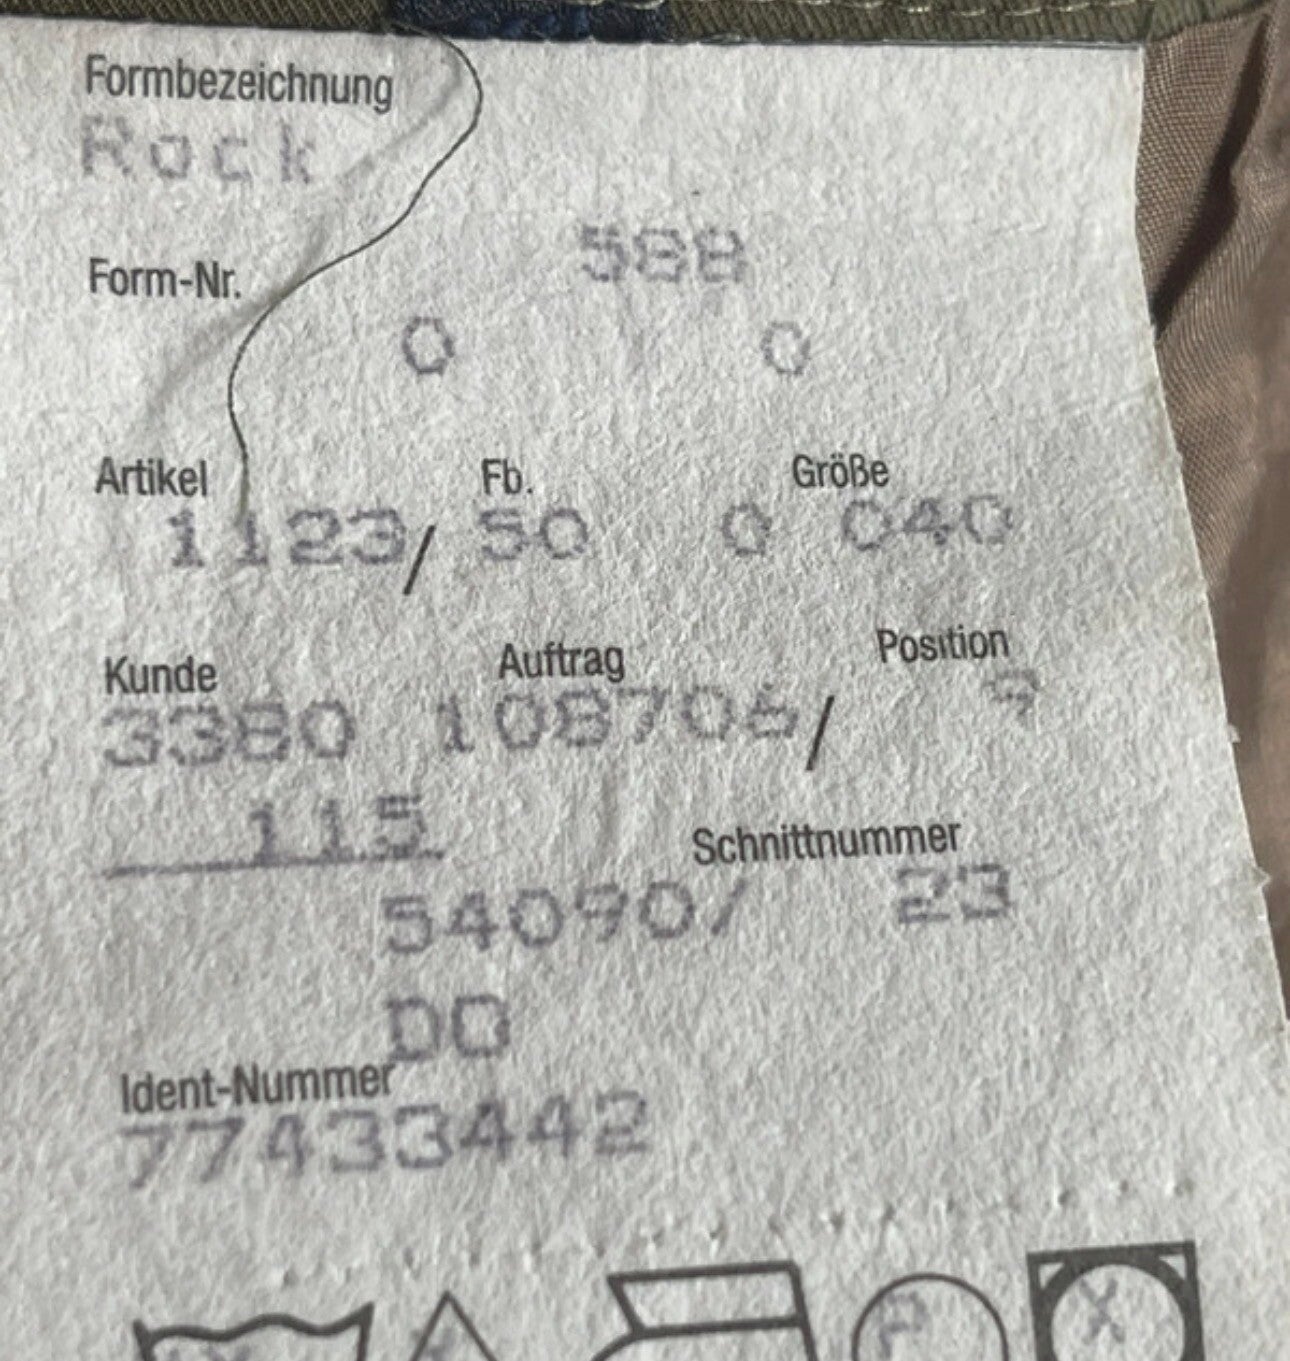 Formbezeichnung
Rock
588
Form-Nr.
0 0
Artikel Fb. Größe
1123/ 50 0 040
Kunde Auftrag Position
3380 108706/ 9
115
Schnittnummer
54090/ 23
DO
Ident-Nummer
77433442
P X